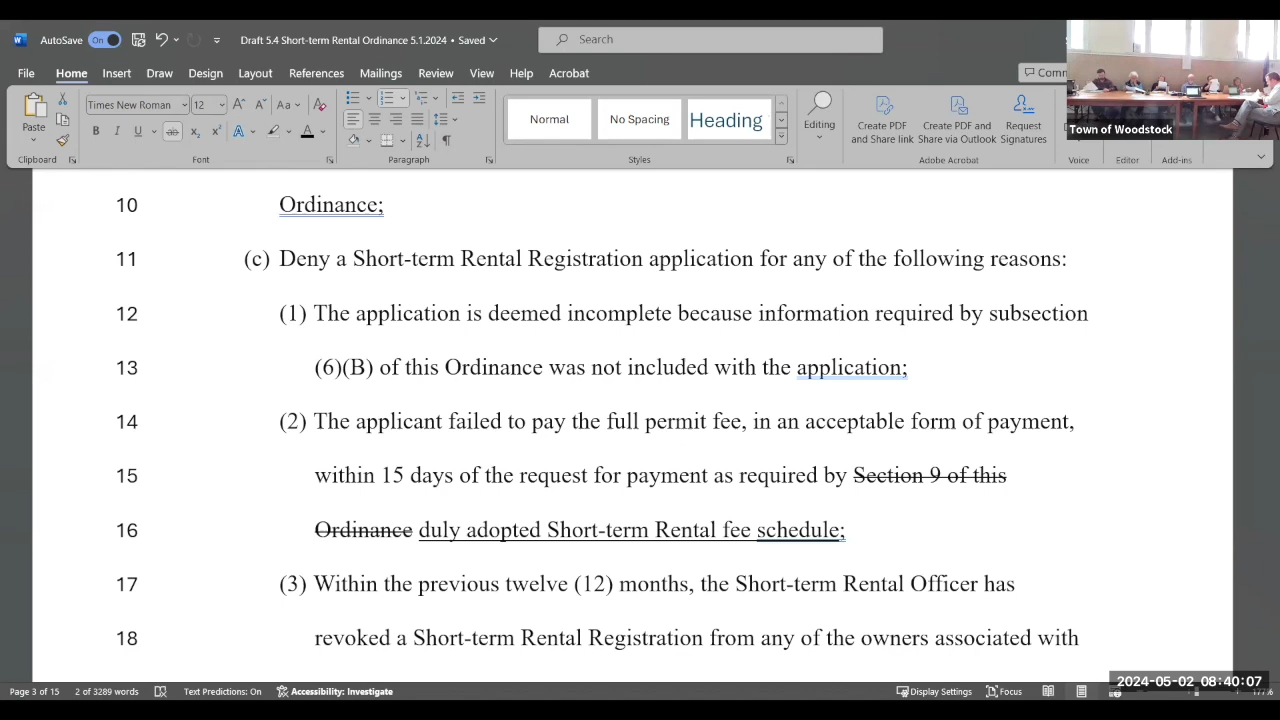 AutoSave On Draft 5.4 Short-term Rental Ordinance 5.1.2024 • Saved Search
File Home Insert Draw Design Layout References Mailings Review View Help Acrobat
Times New Roman 12
Paste
Normal No Spacing Heading
Editing
Create PDF and Share link
Create PDF and Share via Outlook
Request Signatures
Town of Woodstock
Clipboard Font Paragraph Styles Adobe Acrobat Voice Editor Add-ins
10 Ordinance;
11 (c) Deny a Short-term Rental Registration application for any of the following reasons:
12 (1) The application is deemed incomplete because information required by subsection
13 (6)(B) of this Ordinance was not included with the application;
14 (2) The applicant failed to pay the full permit fee, in an acceptable form of payment,
15 within 15 days of the request for payment as required by Section 9 of this
16 Ordinance duly adopted Short-term Rental fee schedule;
17 (3) Within the previous twelve (12) months, the Short-term Rental Officer has
18 revoked a Short-term Rental Registration from any of the owners associated with
Page 3 of 15 2 of 3289 words Text Predictions: On Accessibility: Investigate Display Settings Focus 177%
2024-05-02 08:40:07